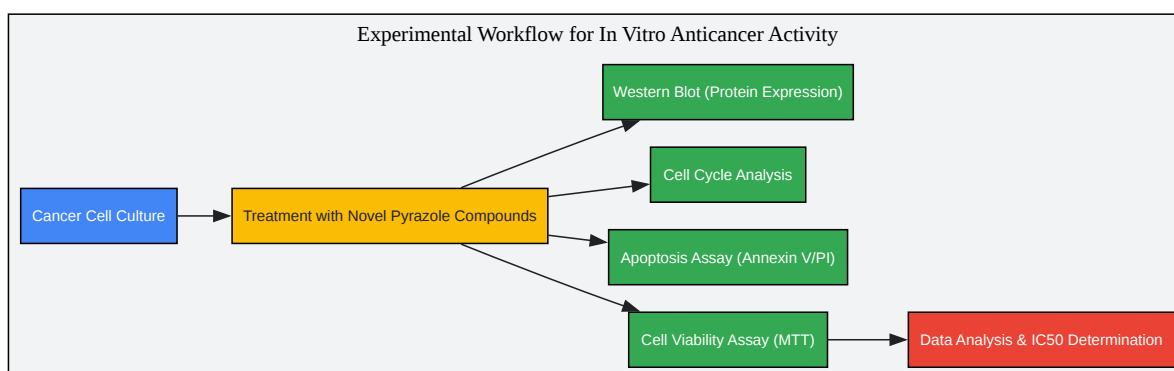 Experimental Workflow for In Vitro Anticancer Activity
Western Blot (Protein Expression)
Cell Cycle Analysis
Cancer Cell Culture
Treatment with Novel Pyrazole Compounds
Apoptosis Assay (Annexin V/PI)
Cell Viability Assay (MTT)
Data Analysis & IC50 Determination